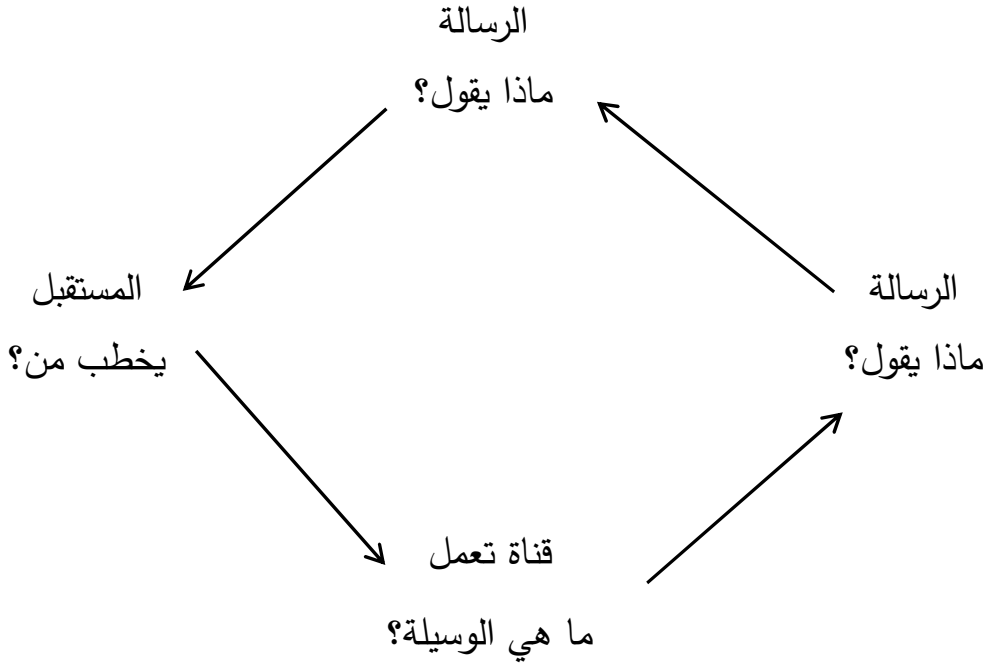 الرسالة
ماذا يقول؟
الرسالة
ماذا يقول؟
المستقبل
يخطب من؟
قناة تعمل
ما هي الوسيلة؟